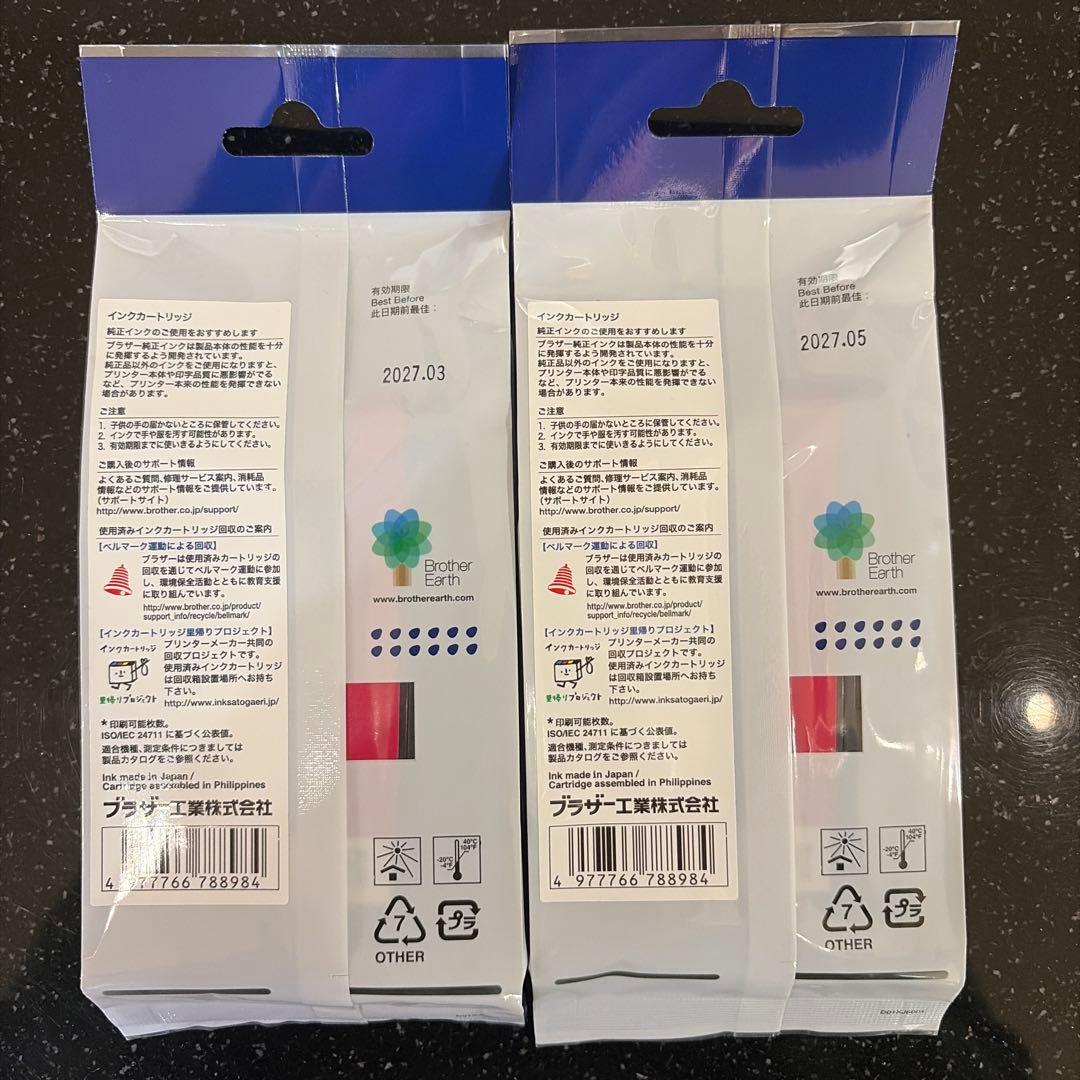 有効期限
Best Before
此日期前最佳：
2027.03
インクカートリッジ
純正インクのご使用をおすすめします
ブラザー純正インクは製品本体の性能を十分
に発揮するよう開発されています。
純正品以外のインクをご使用になりますと、
プリンター本体や印字品質に悪影響がでる
など、プリンター本来の性能を発揮できない
場合があります。
ご注意
1. 子供の手の届かないところに保管してください。
2. インクで手や服を汚す可能性があります。
3. 有効期限までに使いきるようにしてください。
ご購入後のサポート情報
よくあるご質問、修理サービス案内、消耗品
情報などのサポート情報をご提供しています。
（サポートサイト）
http://www.brother.co.jp/support/
使用済みインクカートリッジ回収のご案内
【ベルマーク運動による回収】
ブラザーは使用済みカートリッジの
回収を通じてベルマーク運動に参加
し、環境保全活動とともに教育支援
に取り組んでいます。
http://www.brother.co.jp/product/
support_info/recycle/bellmark/
【インクカートリッジ里帰りプロジェクト】
インクカートリッジ
里帰りプロジェクト
プリンターメーカー共同の
回収プロジェクトです。
使用済みインクカートリッジ
は回収箱設置場所へお持ち
下さい。
http://www.inksatogaeri.jp/
*印刷可能枚数。
ISO/IEC 24711 に基づく公表値。
適合機種、測定条件につきましては
製品カタログをご参照ください。
Ink made in Japan /
Cartridge assembled in Philippines
ブラザー工業株式会社
4 977766 788984
Brother
Earth
www.brotherearth.com
-20°C
-4°F
40°C
104°F
7
OTHER
プラ
有効期限
Best Before
此日期前最佳：
2027.05
インクカートリッジ
純正インクのご使用をおすすめします
ブラザー純正インクは製品本体の性能を十分
に発揮するよう開発されています。
純正品以外のインクをご使用になりますと、
プリンター本体や印字品質に悪影響がでる
など、プリンター本来の性能を発揮できない
場合があります。
ご注意
1. 子供の手の届かないところに保管してください。
2. インクで手や服を汚す可能性があります。
3. 有効期限までに使いきるようにしてください。
ご購入後のサポート情報
よくあるご質問、修理サービス案内、消耗品
情報などのサポート情報をご提供しています。
（サポートサイト）
http://www.brother.co.jp/support/
使用済みインクカートリッジ回収のご案内
【ベルマーク運動による回収】
ブラザーは使用済みカートリッジの
回収を通じてベルマーク運動に参加
し、環境保全活動とともに教育支援
に取り組んでいます。
http://www.brother.co.jp/product/
support_info/recycle/bellmark/
【インクカートリッジ里帰りプロジェクト】
インクカートリッジ
里帰りプロジェクト
プリンターメーカー共同の
回収プロジェクトです。
使用済みインクカートリッジ
は回収箱設置場所へお持ち
下さい。
http://www.inksatogaeri.jp/
*印刷可能枚数。
ISO/IEC 24711 に基づく公表値。
適合機種、測定条件につきましては
製品カタログをご参照ください。
Ink made in Japan /
Cartridge assembled in Philippines
ブラザー工業株式会社
4 977766 788984
Brother
Earth
www.brotherearth.com
-20°C
-4°F
40°C
104°F
7
OTHER
プラ